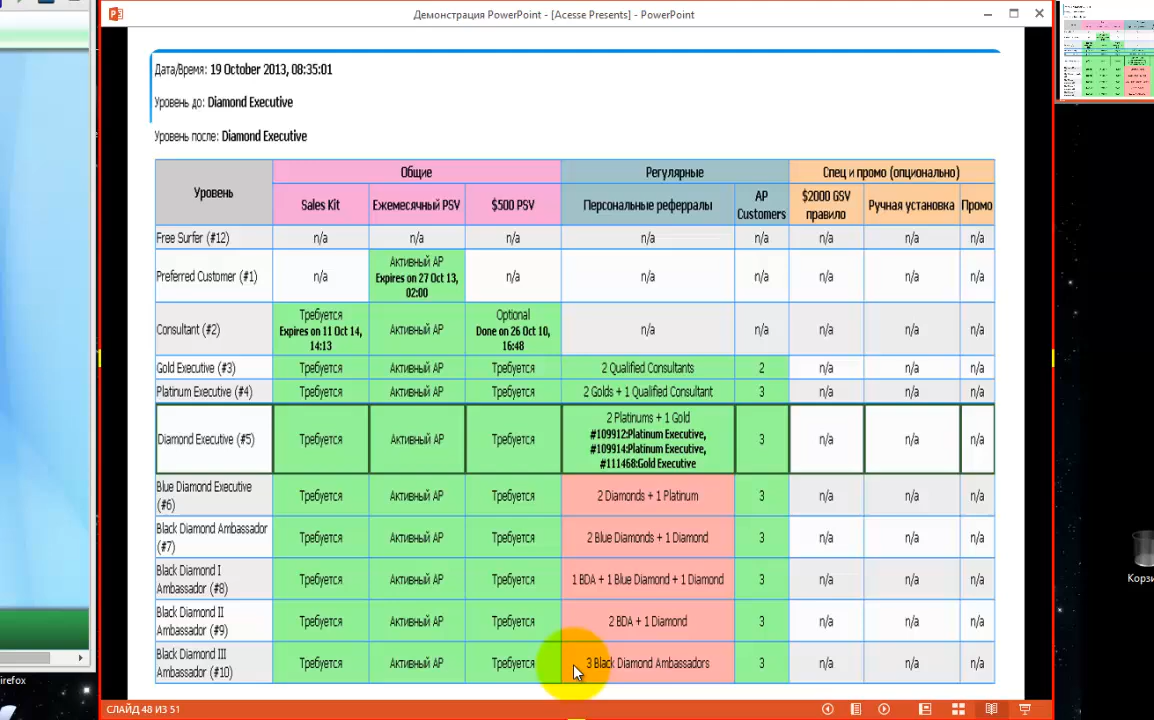 Демонстрация PowerPoint - [Acesse Presents] - PowerPoint
Дата/Время: 19 October 2013, 08:35:01
Уровень до: Diamond Executive
Уровень после: Diamond Executive
Уровень
Общие
Регулярные
Спец и промо (опционально)
Sales Kit
Ежемесячный PSV
$500 PSV
Персональные реферралы
AP
Customers
$2000 GSV
правило
Ручная установка
Промо
Free Surfer (#12)
n/a
n/a
n/a
n/a
n/a
n/a
n/a
n/a
Preferred Customer (#1)
n/a
Активный AP
Expires on 27 Oct 13,
02:00
n/a
n/a
n/a
n/a
n/a
n/a
Consultant (#2)
Требуется
Expires on 11 Oct 14,
14:13
Активный AP
Optional
Done on 26 Oct 10,
16:48
n/a
n/a
n/a
n/a
n/a
Gold Executive (#3)
Требуется
Активный AP
Требуется
2 Qualified Consultants
2
n/a
n/a
n/a
Platinum Executive (#4)
Требуется
Активный AP
Требуется
2 Golds + 1 Qualified Consultant
3
n/a
n/a
n/a
Diamond Executive (#5)
Требуется
Активный AP
Требуется
2 Platinums + 1 Gold
#109912:Platinum Executive,
#109914:Platinum Executive,
#111468:Gold Executive
3
n/a
n/a
n/a
Blue Diamond Executive
(#6)
Требуется
Активный AP
Требуется
2 Diamonds + 1 Platinum
3
n/a
n/a
n/a
Black Diamond Ambassador
(#7)
Требуется
Активный AP
Требуется
2 Blue Diamonds + 1 Diamond
3
n/a
n/a
n/a
Black Diamond I
Ambassador (#8)
Требуется
Активный AP
Требуется
1 BDA + 1 Blue Diamond + 1 Diamond
3
n/a
n/a
n/a
Black Diamond II
Ambassador (#9)
Требуется
Активный AP
Требуется
2 BDA + 1 Diamond
3
n/a
n/a
n/a
Black Diamond III
Ambassador (#10)
Требуется
Активный AP
Требуется
3 Black Diamond Ambassadors
3
n/a
n/a
n/a
Корзи
irefox
СЛАЙД 48 ИЗ 51